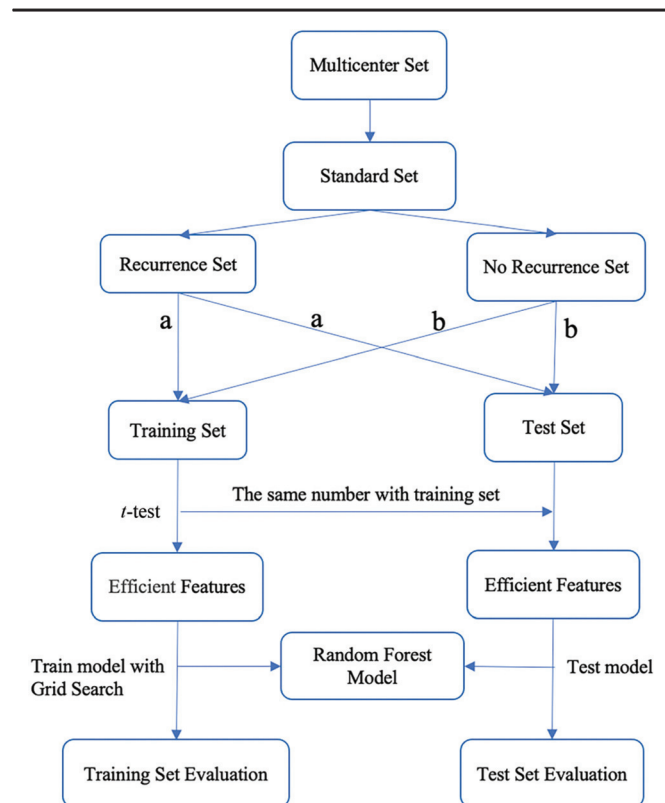 Multicenter Set
Standard Set
Recurrence Set
No Recurrence Set
a
a
b
b
Training Set
Test Set
t-test
The same number with training set
Efficient Features
Efficient Features
Train model with
Grid Search
Random Forest
Model
Test model
Training Set Evaluation
Test Set Evaluation